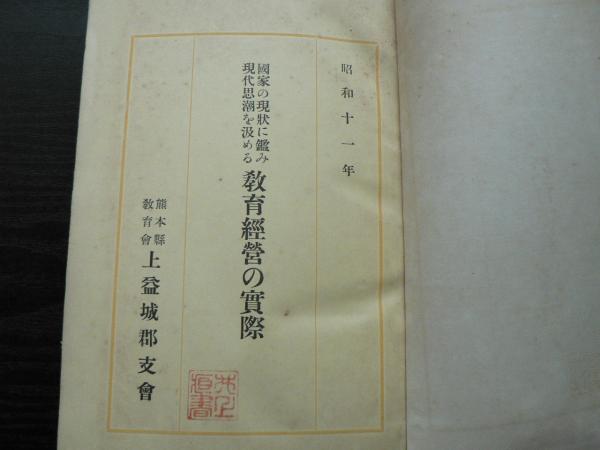 昭和十一年
國家の現狀に鑑み
現代思潮を汲める
教育經營の實際
熊本縣
教育會
上益城郡支會